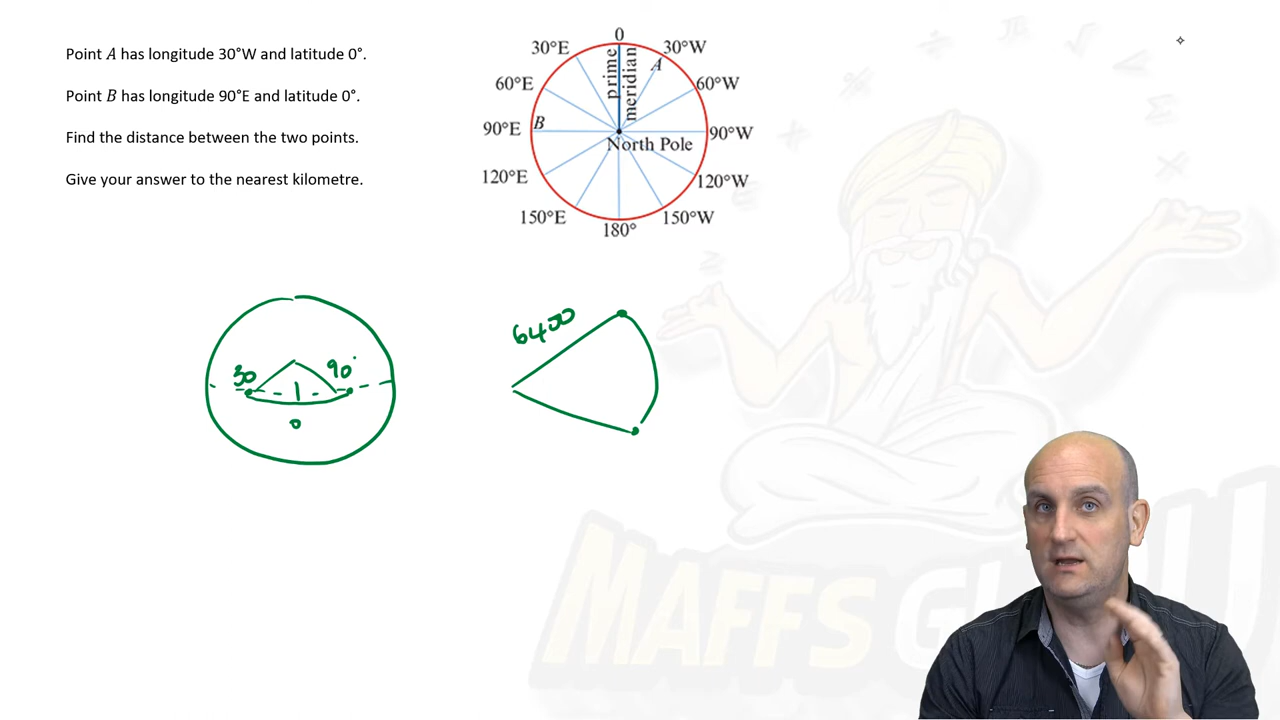 Point A has longitude 30°W and latitude 0°.
Point B has longitude 90°E and latitude 0°.
Find the distance between the two points.
Give your answer to the nearest kilometre.
0
30°E
30°W
prime
meridian
A
60°E
60°W
90°E
B
90°W
North Pole
120°E
120°W
150°E
150°W
180°
30
90°
0
6400
MAFFS GU